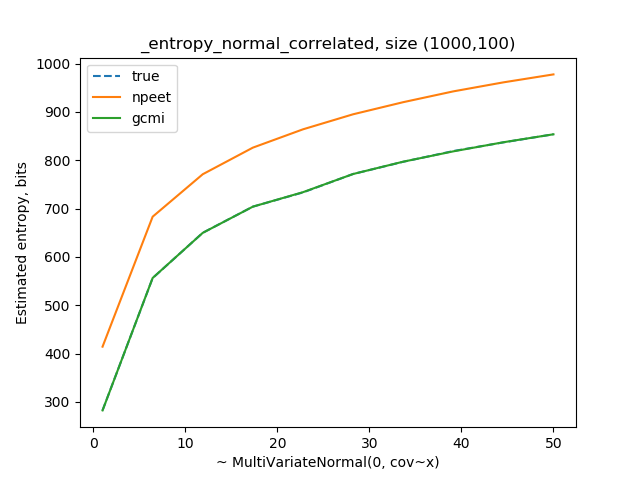 _entropy_normal_correlated, size (1000,100)
true
npeet
gcmi
Estimated entropy, bits
1000
900
800
700
600
500
400
300
0 10 20 30 40 50
~ MultiVariateNormal(0, cov~x)